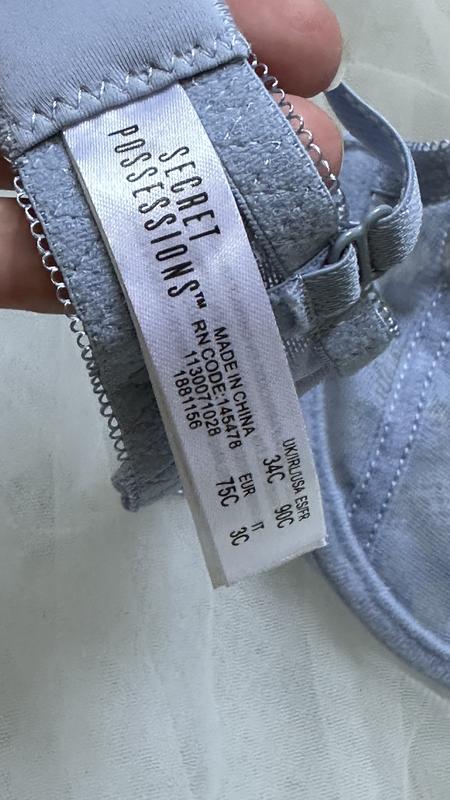 SECRET
POSSESSIONS™
MADE IN CHINA
RN CODE:145478
1130071028
1881156
UK/IRL/USA ES/FR
34C 90C
EUR IT
75C 3C